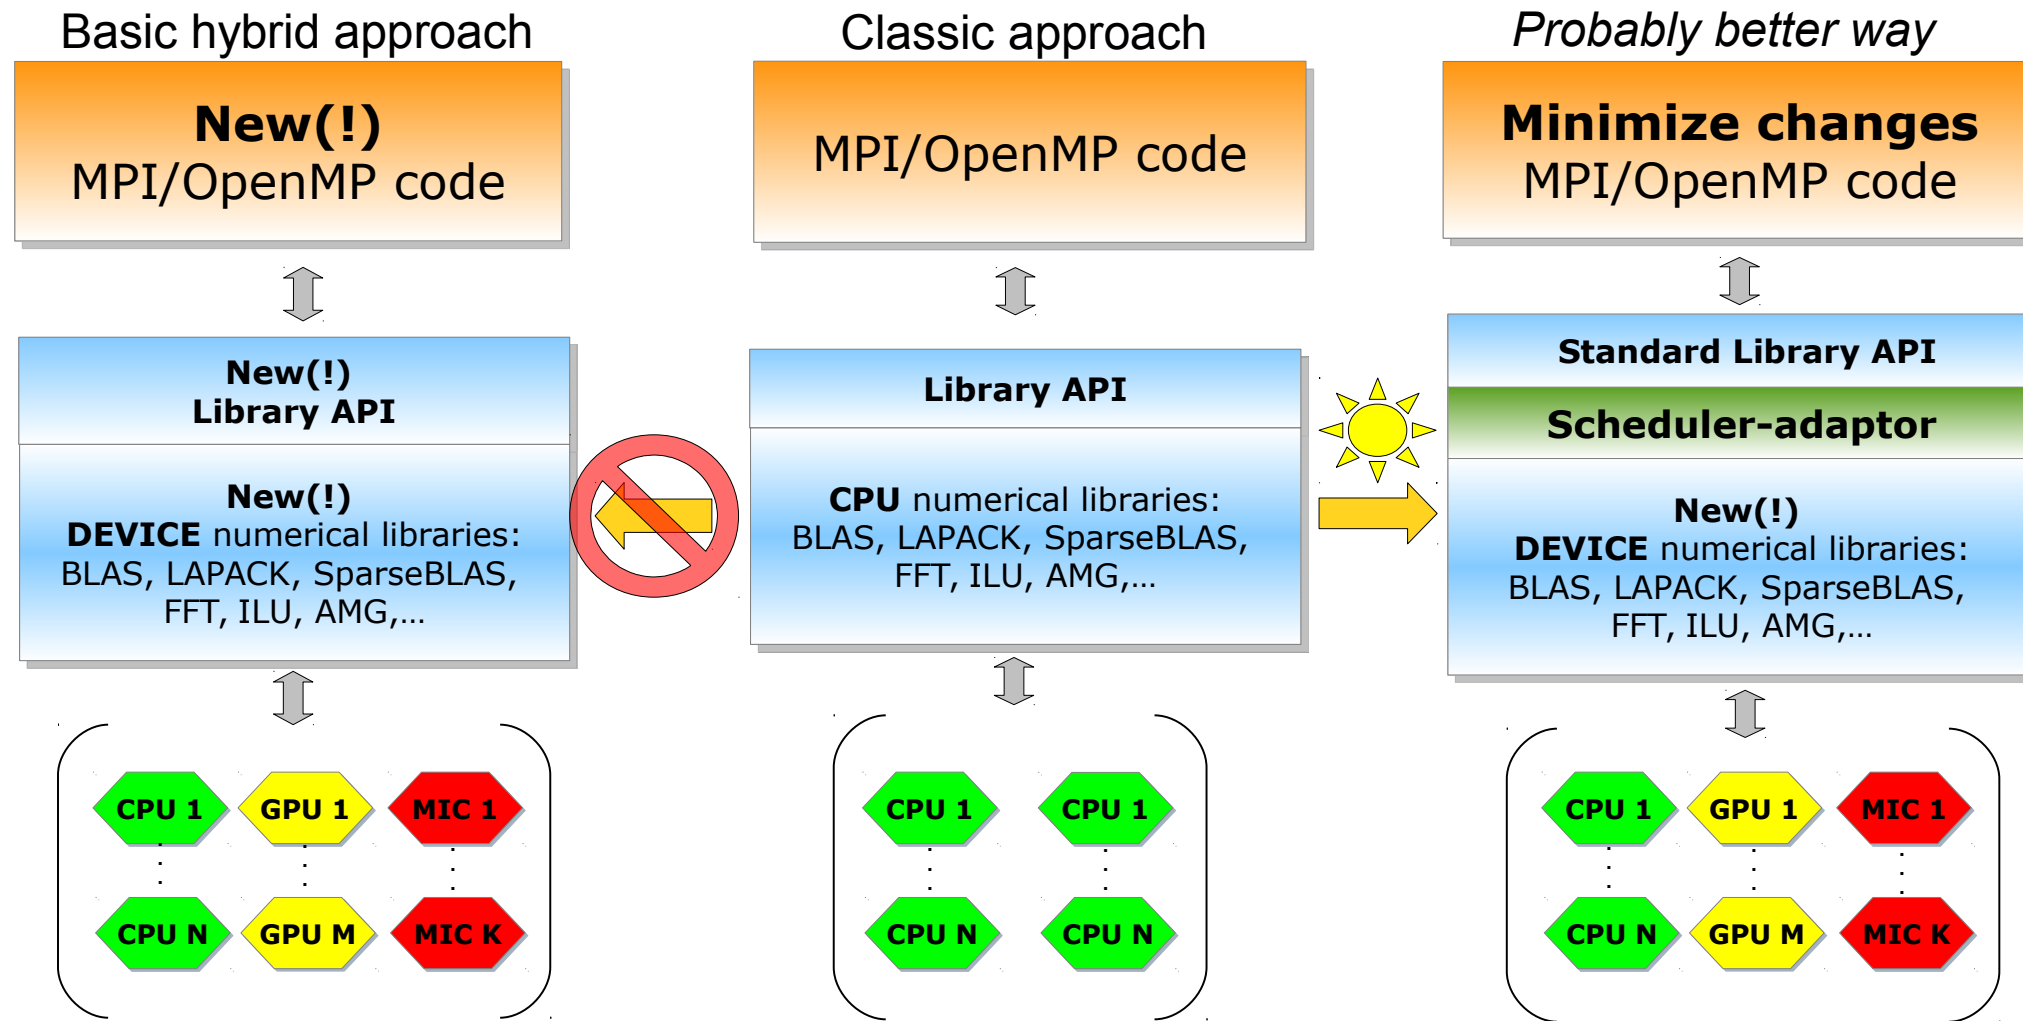 Basic hybrid approach
New(!)
MPI/OpenMP code
New(!)
Library API
New(!)
DEVICE numerical libraries:
BLAS, LAPACK, SparseBLAS,
FFT, ILU, AMG,...
CPU 1 GPU 1 MIC 1
CPU N GPU M MIC K
Classic approach
MPI/OpenMP code
Library API
CPU numerical libraries:
BLAS, LAPACK, SparseBLAS,
FFT, ILU, AMG,...
CPU 1 CPU 1
CPU N CPU N
Probably better way
Minimize changes
MPI/OpenMP code
Standard Library API
Scheduler-adaptor
New(!)
DEVICE numerical libraries:
BLAS, LAPACK, SparseBLAS,
FFT, ILU, AMG,...
CPU 1 GPU 1 MIC 1
CPU N GPU M MIC K